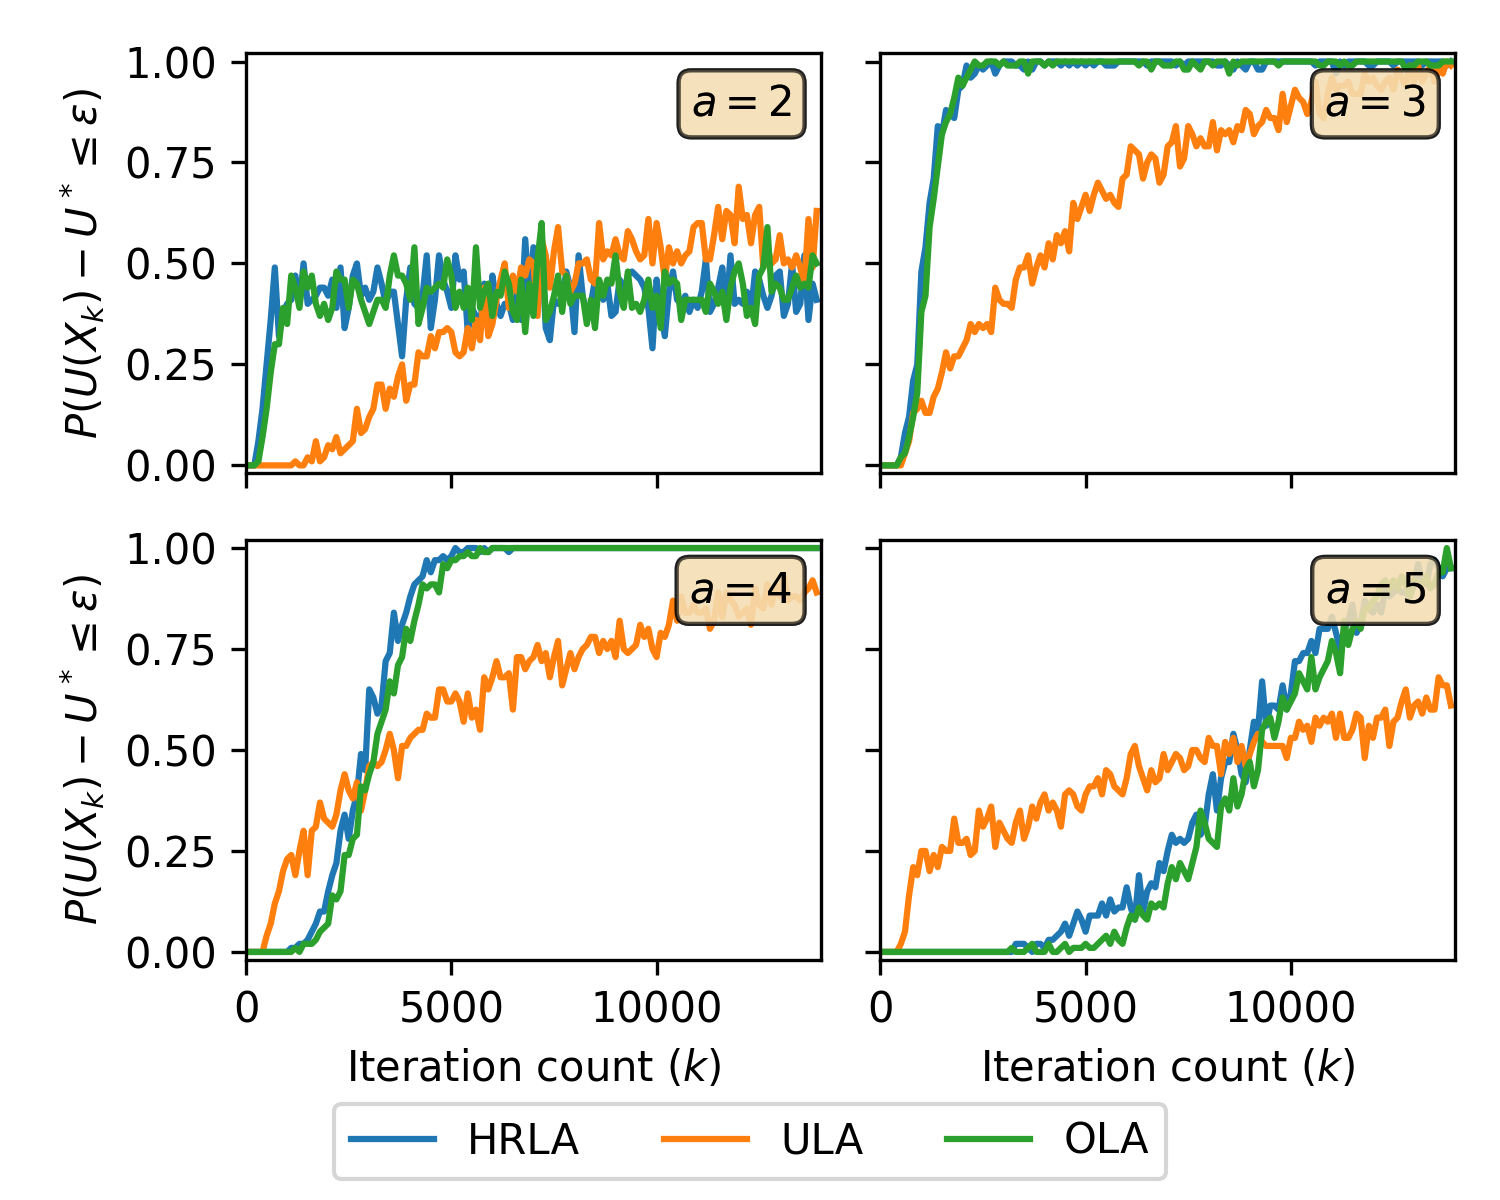 P(U(X_k) − U* ≤ ε)
1.00
0.75
0.50
0.25
0.00
a = 2
a = 3
P(U(X_k) − U* ≤ ε)
1.00
0.75
0.50
0.25
0.00
a = 4
a = 5
0 5000 10000
0 5000 10000
Iteration count (k)
Iteration count (k)
HRLA ULA OLA